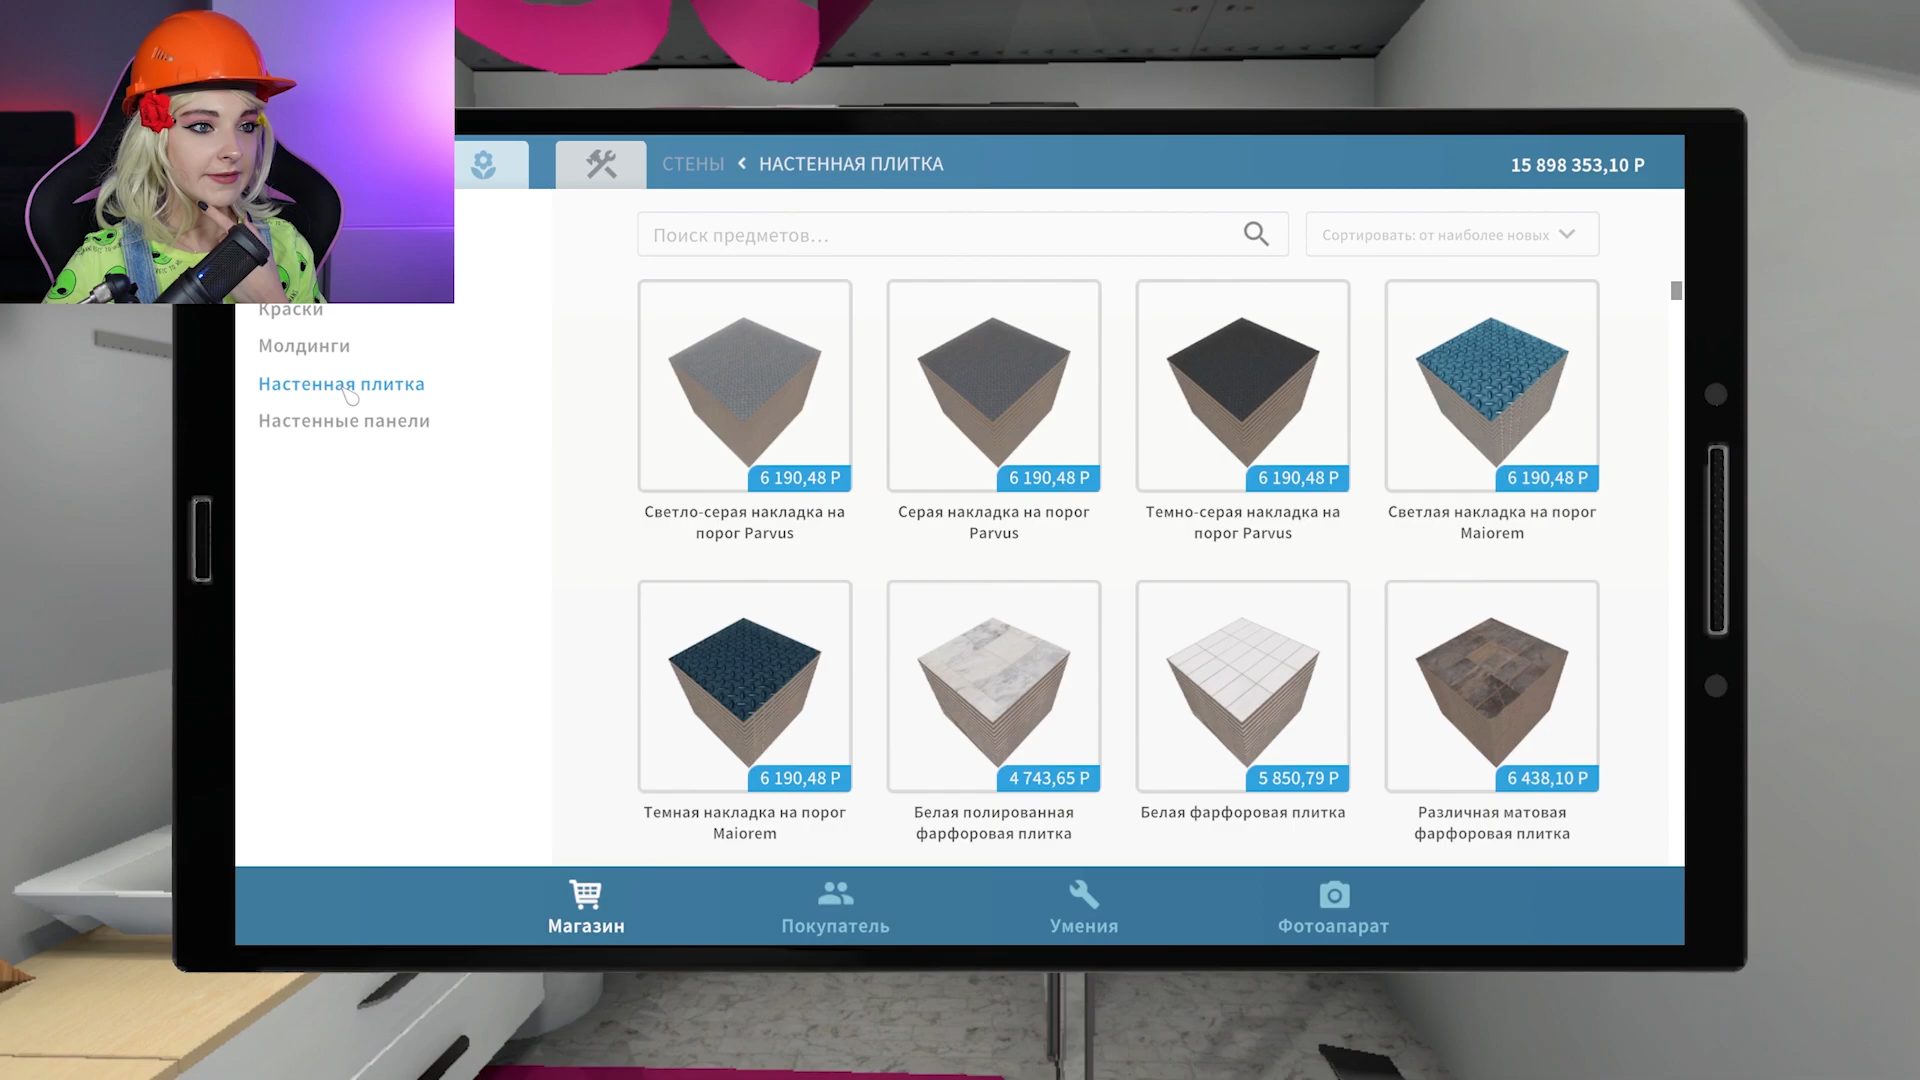 СТЕНЫ < НАСТЕННАЯ ПЛИТКА
15 898 353,10 Р
Поиск предметов...
Сортировать: от наиболее новых
Краски
Молдинги
Настенная плитка
Настенные панели
6 190,48 Р
6 190,48 Р
6 190,48 Р
6 190,48 Р
Светло-серая накладка на
порог Parvus
Серая накладка на порог
Parvus
Темно-серая накладка на
порог Parvus
Светлая накладка на порог
Maiorem
6 190,48 Р
4 743,65 Р
5 850,79 Р
6 438,10 Р
Темная накладка на порог
Maiorem
Белая полированная
фарфоровая плитка
Белая фарфоровая плитка
Различная матовая
фарфоровая плитка
Магазин
Покупатель
Умения
Фотоаппарат